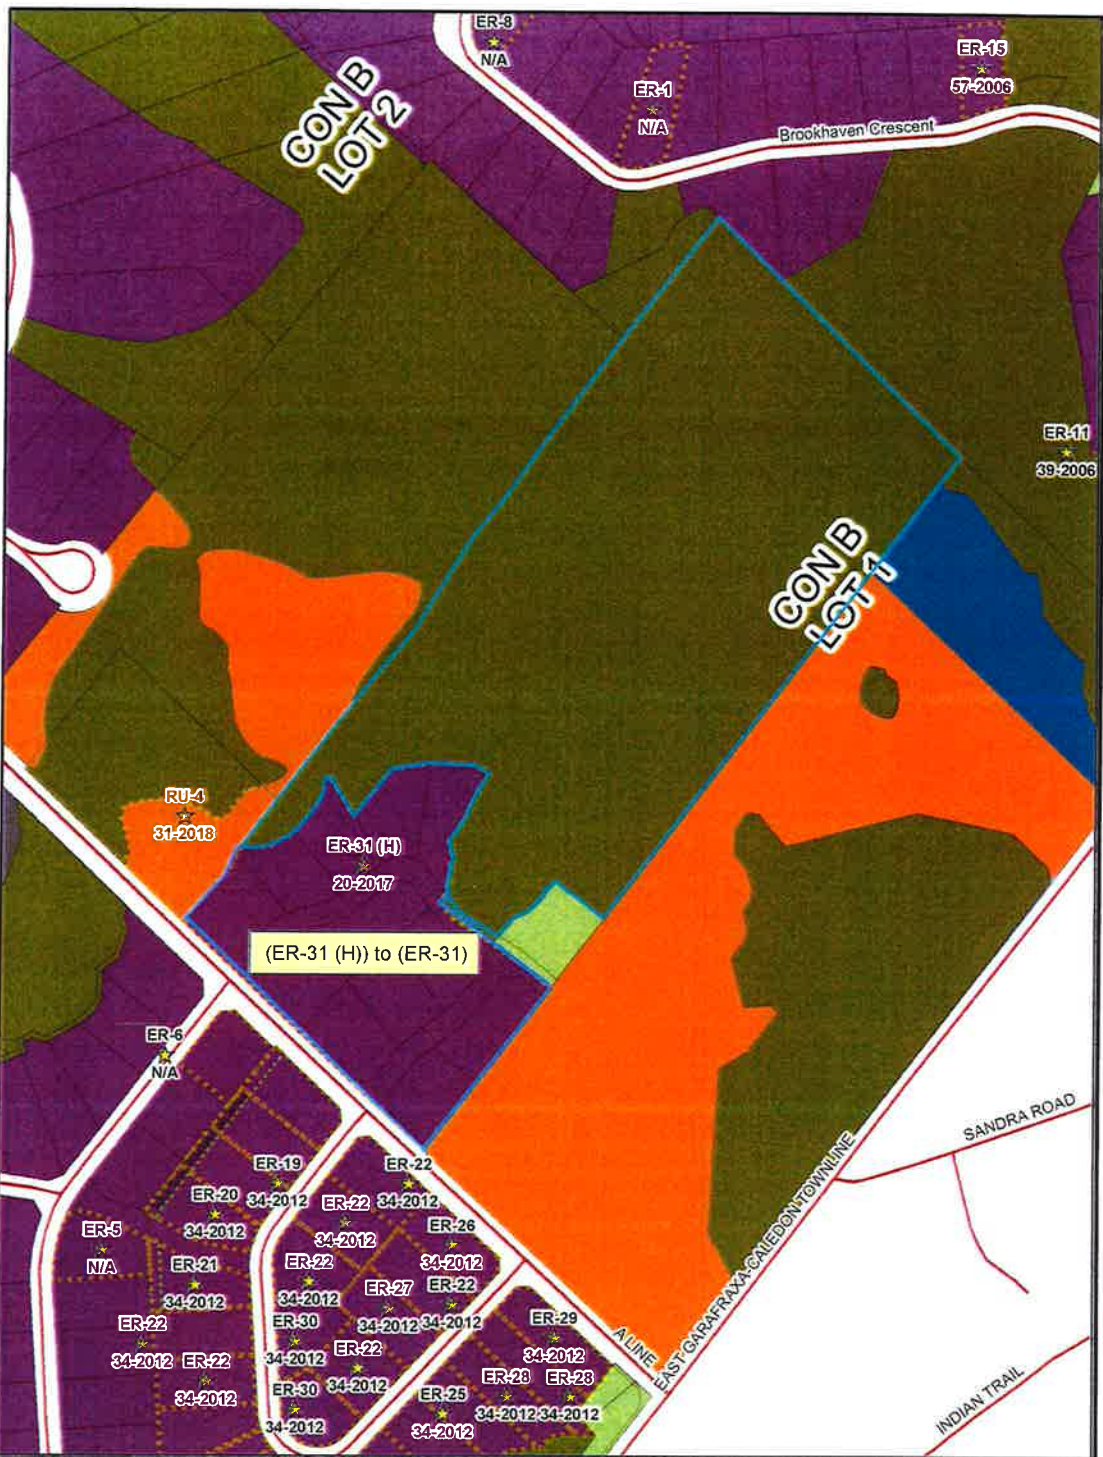 ER-8
N/A
ER-1
N/A
ER-15
57-2006
Brookhaven Crescent
CON B
LOT 2
ER-11
39-2006
CON B
LOT 1
RU-4
31-2018
ER-31 (H)
20-2017
(ER-31 (H)) to (ER-31)
ER-6
N/A
SANDRA ROAD
ER-19
34-2012
ER-22
34-2012
ER-20
34-2012
ER-22
34-2012
ER-5
N/A
ER-26
34-2012
ER-21
34-2012
ER-22
34-2012
ER-27
34-2012
ER-22
34-2012
ER-22
34-2012
ER-30
34-2012
ER-29
34-2012
ER-22
34-2012
ER-22
34-2012
ER-30
34-2012
ER-25
34-2012
ER-28
34-2012
ER-28
34-2012
A LINE
EAST-GARAFRAXA-CALEDON-TOWNLINE
INDIAN TRAIL